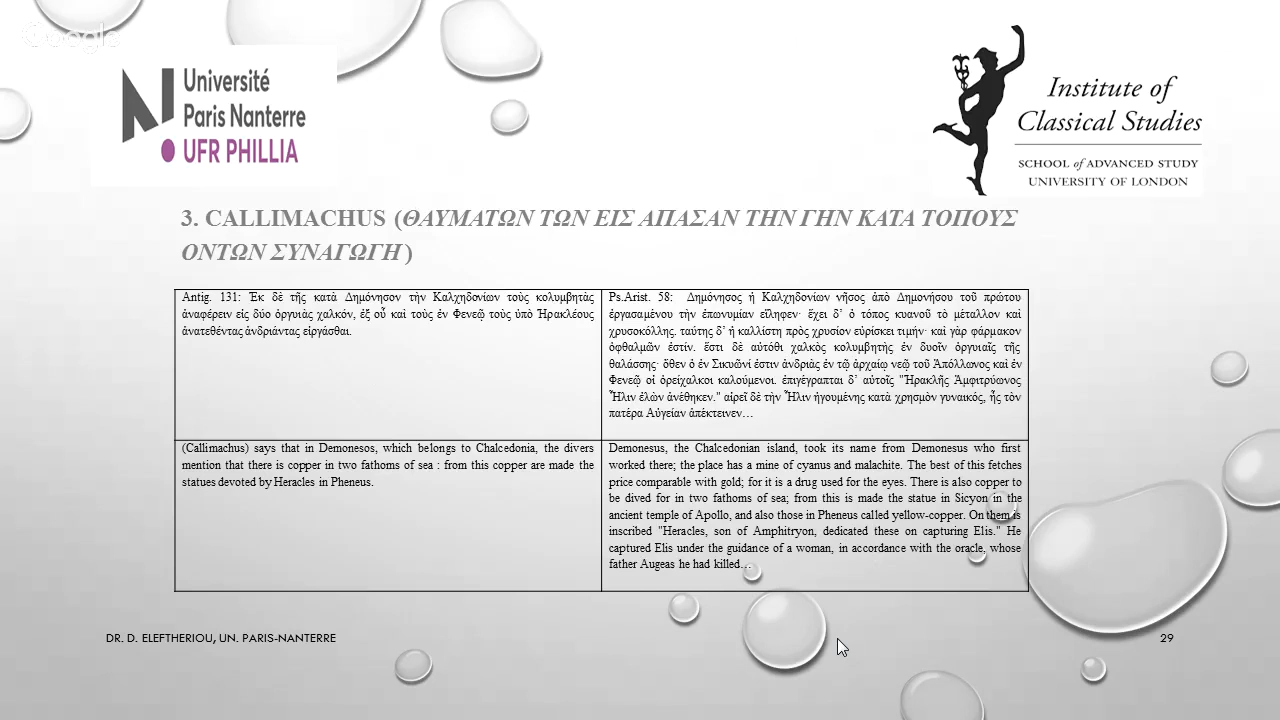 Google
Université
Paris Nanterre
UFR PHILLIA
Institute of
Classical Studies
SCHOOL of ADVANCED STUDY
UNIVERSITY OF LONDON
3. CALLIMACHUS (ΘΑΥΜΑΤΩΝ ΤΩΝ ΕΙΣ ΑΠΑΣΑΝ ΤΗΝ ΓΗΝ ΚΑΤΑ ΤΟΠΟΥΣ
ΟΝΤΩΝ ΣΥΝΑΓΩΓΗ )
Antig. 131: Ἐκ δὲ τῆς κατὰ Δημόνησον τὴν Καλχηδονίων τοὺς κολυμβητὰς
ἀναφέρειν εἰς δύο ὀργυιὰς χαλκόν, ἐξ οὗ καὶ τοὺς ἐν Φενεῷ τοὺς ὑπὸ Ἡρακλέους
ἀνατεθέντας ἀνδριάντας εἰργάσθαι.
Ps.Arist. 58: Δημόνησος ἡ Καλχηδονίων νῆσος ἀπὸ Δημονήσου τοῦ πρώτου
ἐργασαμένου τὴν ἐπωνυμίαν εἴληφεν· ἔχει δ’ ὁ τόπος κυανοῦ τὸ μέταλλον καὶ
χρυσοκόλλης. ταύτης δ’ ἡ καλλίστη πρὸς χρυσίον εὑρίσκει τιμήν· καὶ γὰρ φάρμακον
ὀφθαλμῶν ἐστίν. ἔστι δὲ αὐτόθι χαλκὸς κολυμβητὴς ἐν δυοῖν ὀργυιαῖς τῆς
θαλάσσης· ὅθεν ὁ ἐν Σικυῶνί ἐστιν ἀνδριὰς ἐν τῷ ἀρχαίῳ νεῷ τοῦ Ἀπόλλωνος καὶ ἐν
Φενεῷ οἱ ὀρείχαλκοι καλούμενοι. ἐπιγέγραπται δ’ αὐτοῖς "Ἡρακλῆς Ἀμφιτρύωνος
Ἦλιν ἑλὼν ἀνέθηκεν." αἱρεῖ δὲ τὴν Ἦλιν ἡγουμένης κατὰ χρησμὸν γυναικός, ἧς τὸν
πατέρα Αὐγείαν ἀπέκτεινεν…
(Callimachus) says that in Demonesos, which belongs to Chalcedonia, the divers
mention that there is copper in two fathoms of sea : from this copper are made the
statues devoted by Heracles in Pheneus.
Demonesus, the Chalcedonian island, took its name from Demonesus who first
worked there; the place has a mine of cyanus and malachite. The best of this fetches
price comparable with gold; for it is a drug used for the eyes. There is also copper to
be dived for in two fathoms of sea; from this is made the statue in Sicyon in the
ancient temple of Apollo, and also those in Pheneus called yellow-copper. On them is
inscribed "Heracles, son of Amphitryon, dedicated these on capturing Elis." He
captured Elis under the guidance of a woman, in accordance with the oracle, whose
father Augeas he had killed…
DR. D. ELEFTHERIOU, UN. PARIS-NANTERRE
29